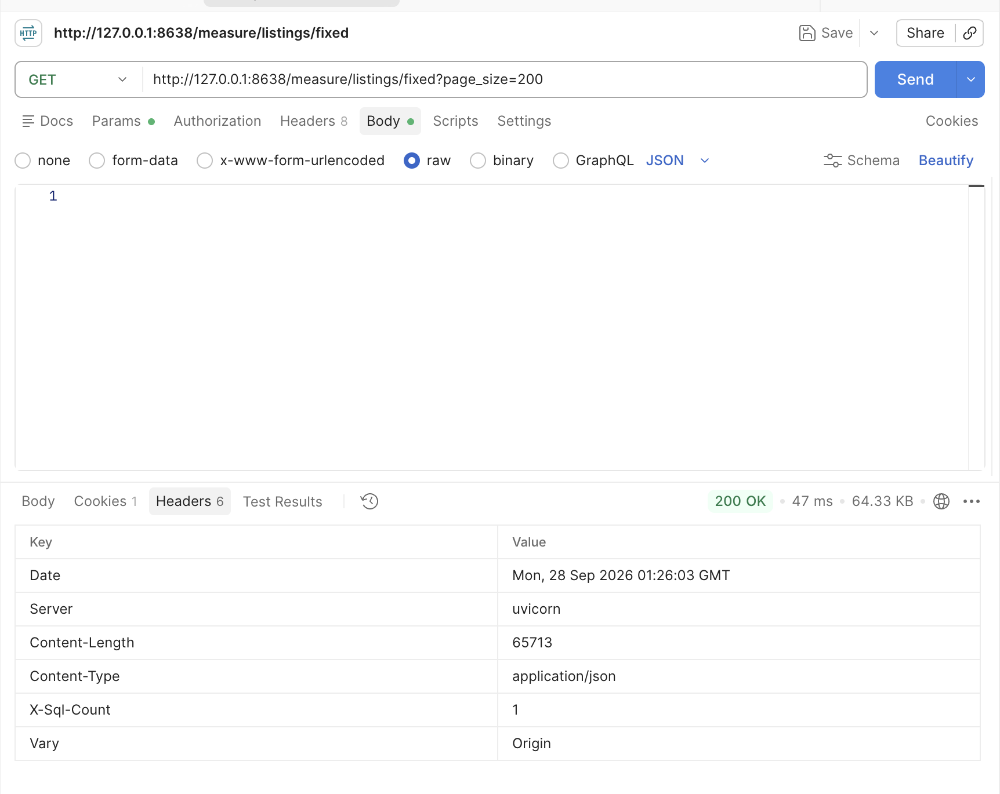 HTTP http://127.0.0.1:8638/measure/listings/fixed Save Share
GET http://127.0.0.1:8638/measure/listings/fixed?page_size=200 Send
Docs Params Authorization Headers 8 Body Scripts Settings Cookies
none form-data x-www-form-urlencoded raw binary GraphQL JSON Schema Beautify
1
Body Cookies 1 Headers 6 Test Results 200 OK 47 ms 64.33 KB
Key Value
Date Mon, 28 Sep 2026 01:26:03 GMT
Server uvicorn
Content-Length 65713
Content-Type application/json
X-Sql-Count 1
Vary Origin